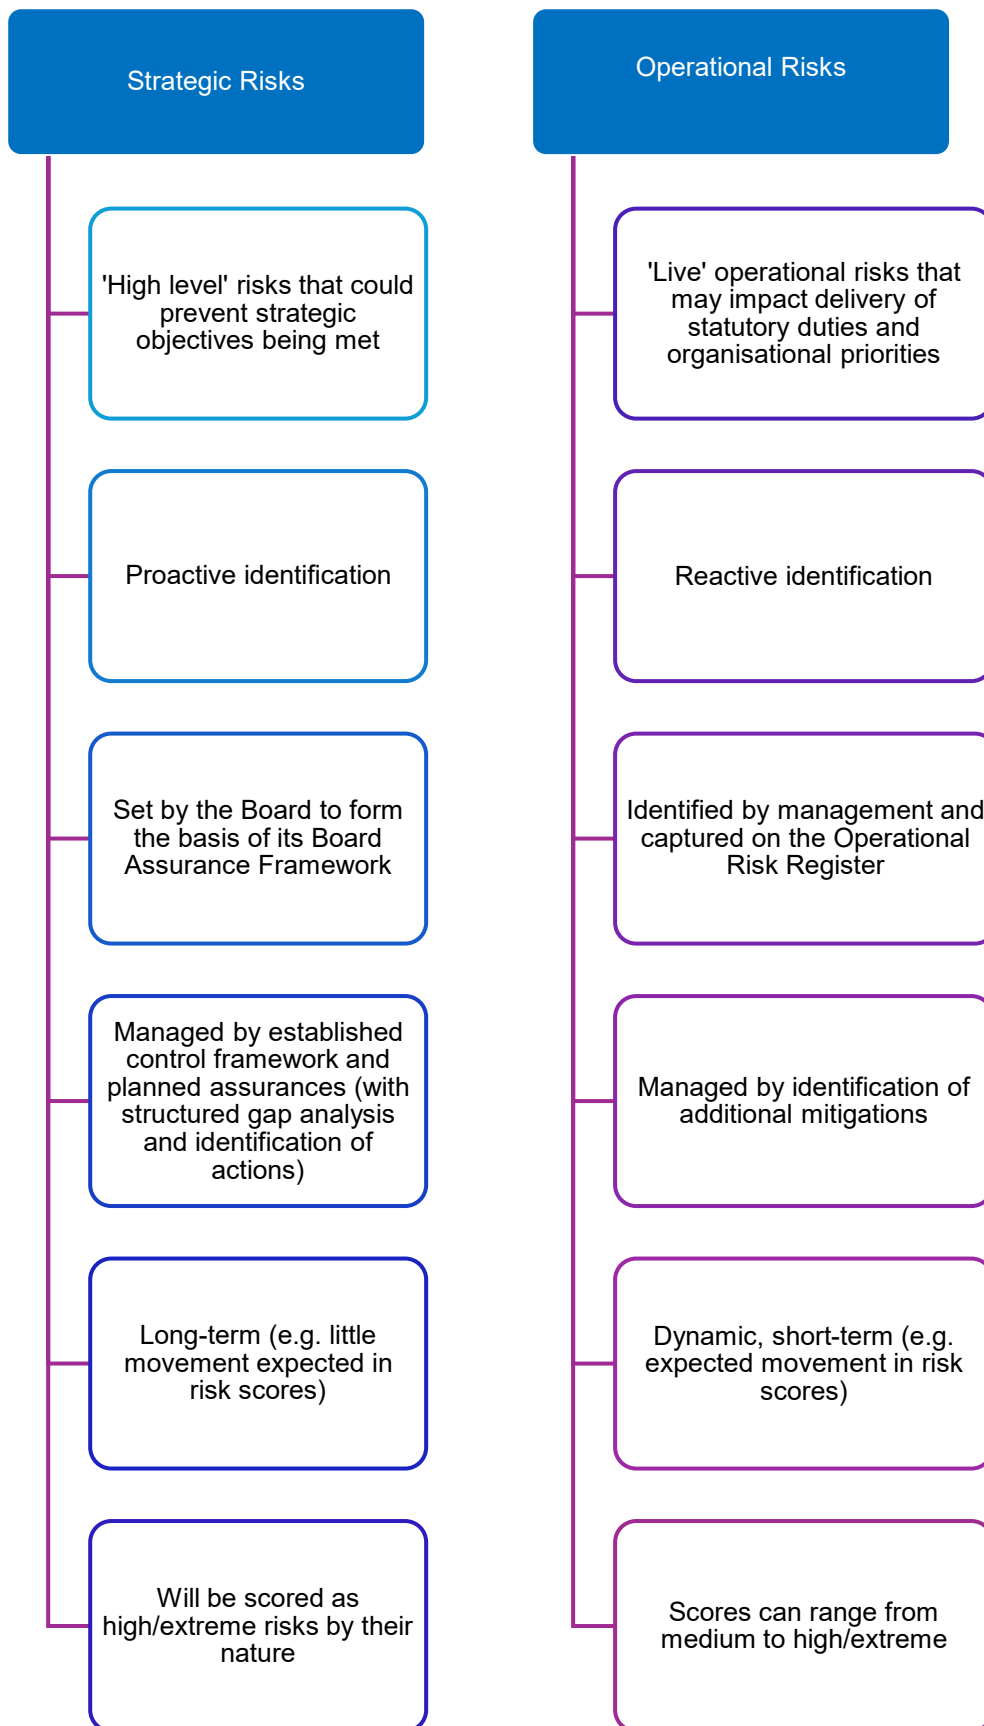 Strategic Risks
'High level' risks that could
prevent strategic
objectives being met
Proactive identification
Set by the Board to form
the basis of its Board
Assurance Framework
Managed by established
control framework and
planned assurances (with
structured gap analysis
and identification of
actions)
Long-term (e.g. little
movement expected in
risk scores)
Will be scored as
high/extreme risks by their
nature
Operational Risks
'Live' operational risks that
may impact delivery of
statutory duties and
organisational priorities
Reactive identification
Identified by management and
captured on the Operational
Risk Register
Managed by identification of
additional mitigations
Dynamic, short-term (e.g.
expected movement in risk
scores)
Scores can range from
medium to high/extreme